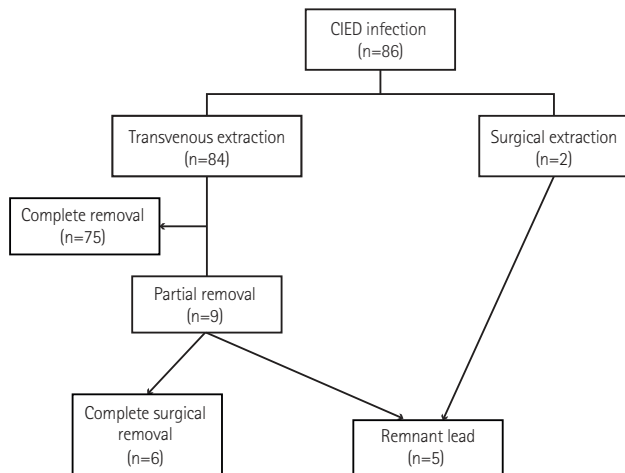 CIED infection
(n=86)
Transvenous extraction
(n=84)
Surgical extraction
(n=2)
Complete removal
(n=75)
Partial removal
(n=9)
Complete surgical
removal
(n=6)
Remnant lead
(n=5)